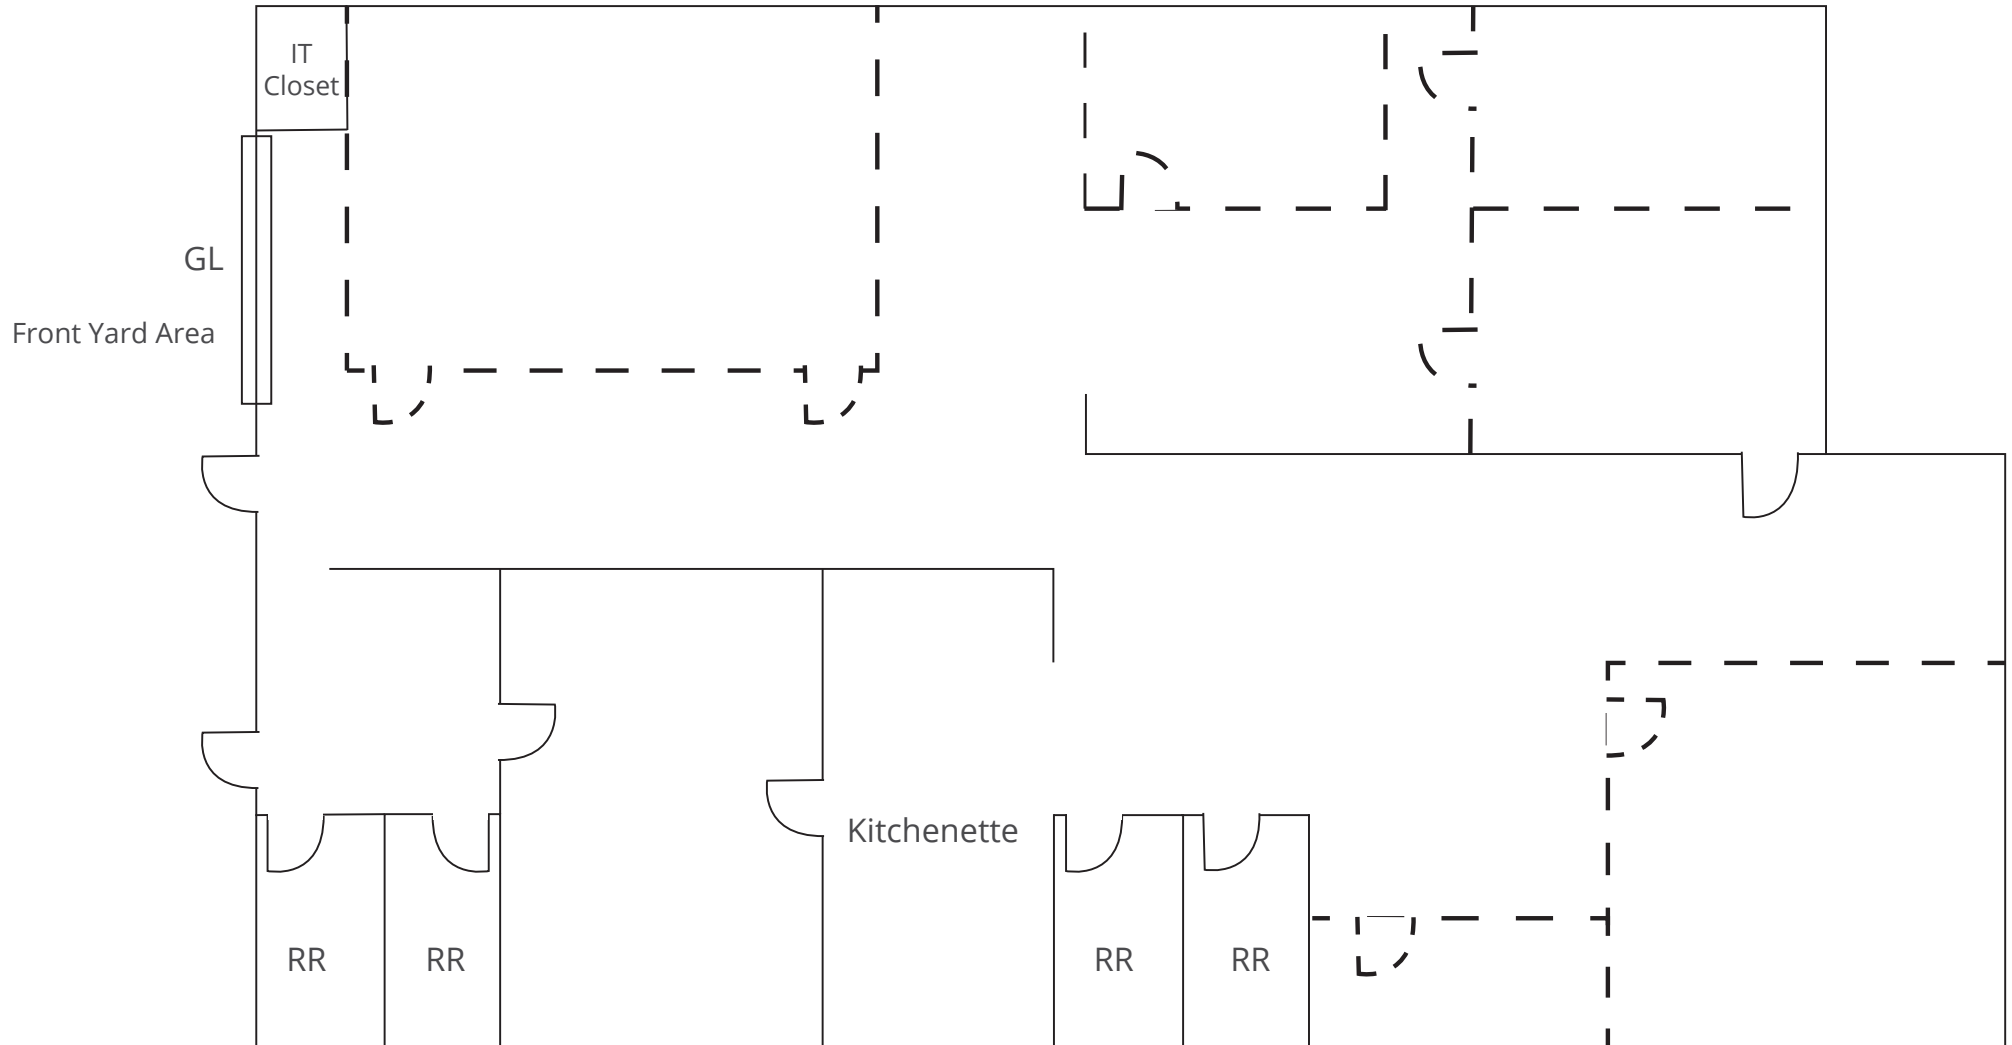 IT
Closet
GL
Front Yard Area
Kitchenette
RR
RR
RR
RR